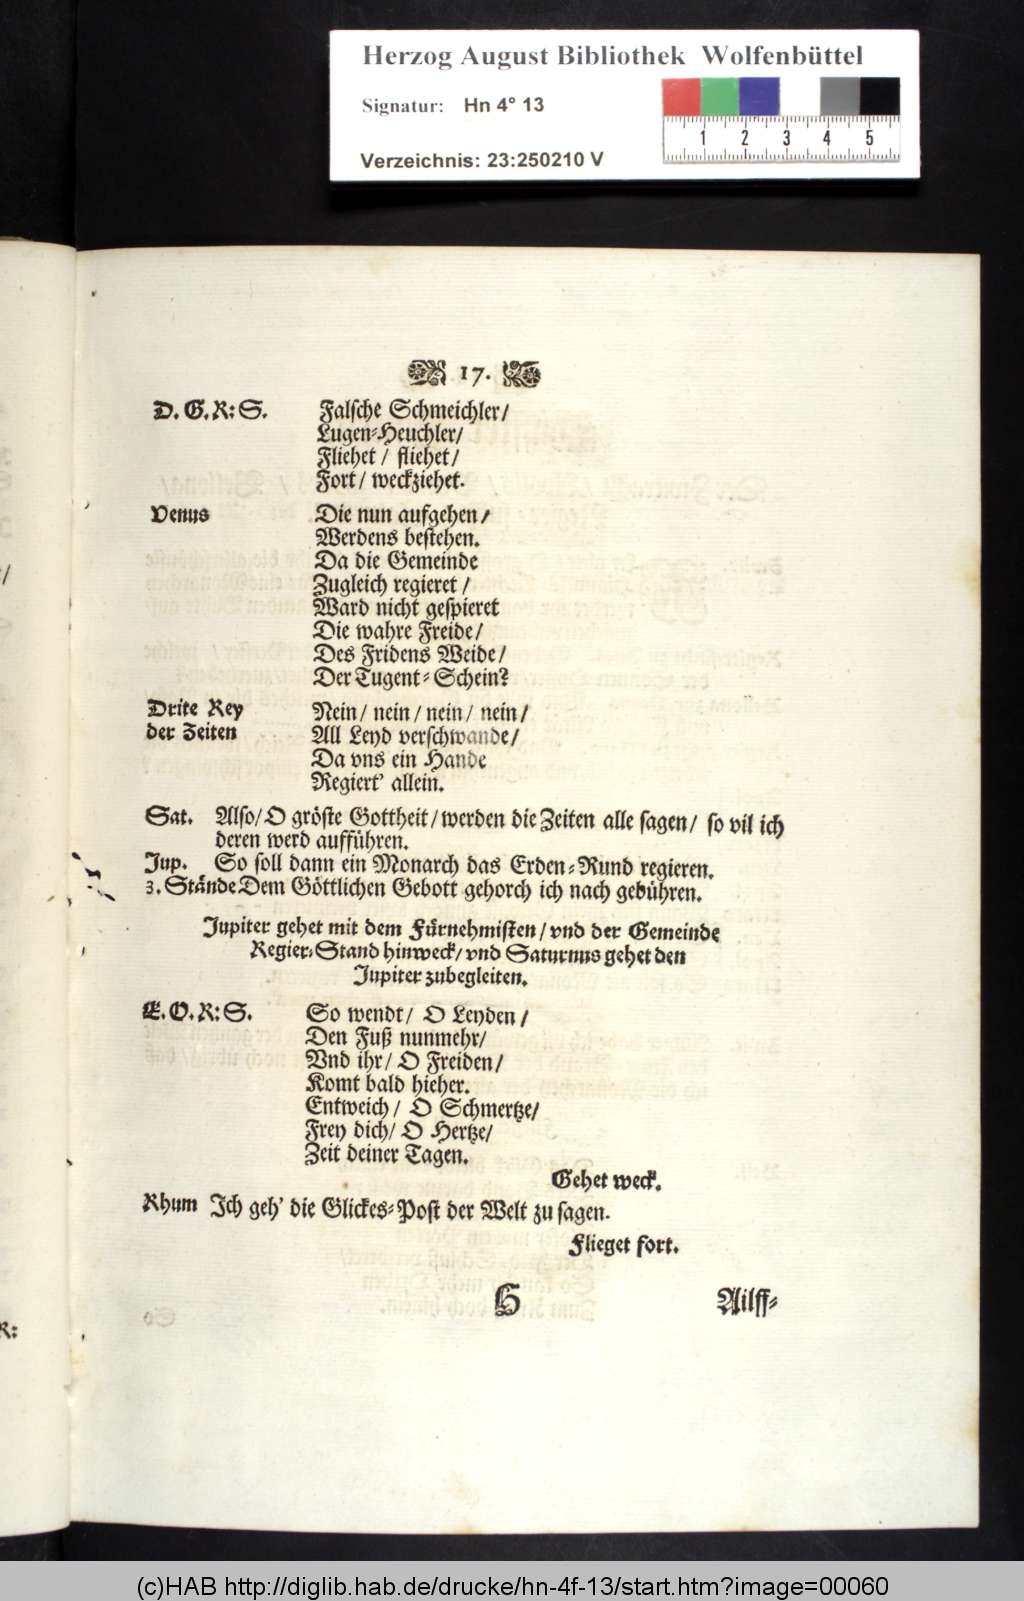 Herzog August Bibliothek Wolfenbüttel
Signatur: Hn 4° 13
1 2 3 4 5
Verzeichnis: 23:250210 V
17.
D. G. R: S. Falsche Schmeichler/
Lugen-Heuchler/
Fliehet / fliehet/
Fort/ weckziehet.
Venus Die nun aufgehen/
Werdens bestehen.
Da die Gemeinde
Zugleich regieret /
Ward nicht gespieret
Die wahre Freide/
Des Fridens Weide/
Der Tugent-Schein?
Drite Rey Nein/ nein/ nein/ nein/
der Zeiten All Leyd verschwande/
Da vns ein Hande
Regiert' allein.
Sat. Also/ O gröste Gottheit/ werden die Zeiten alle sagen/ so vil ich
deren werd aufführen.
Jup. So soll dann ein Monarch das Erden-Rund regieren.
3. Stände Dem Göttlichen Gebott gehorch ich nach gebühren.
Jupiter gehet mit dem Fürnehmisten/ vnd der Gemeinde
Regier-Stand hinweck/ vnd Saturnus gehet den
Jupiter zubegleiten.
E. O. R: S. So wendt/ O Leyden/
Den Fuß nunmehr/
Vnd ihr/ O Freiden/
Komt bald hieher.
Entweich/ O Schmertze/
Frey dich/ O Hertze/
Zeit deiner Tagen.
Gehet weck.
Rhum Ich geh' die Glickes-Post der Welt zu sagen.
Flieget fort.
H Ailff-
R:
(c)HAB http://diglib.hab.de/drucke/hn-4f-13/start.htm?image=00060